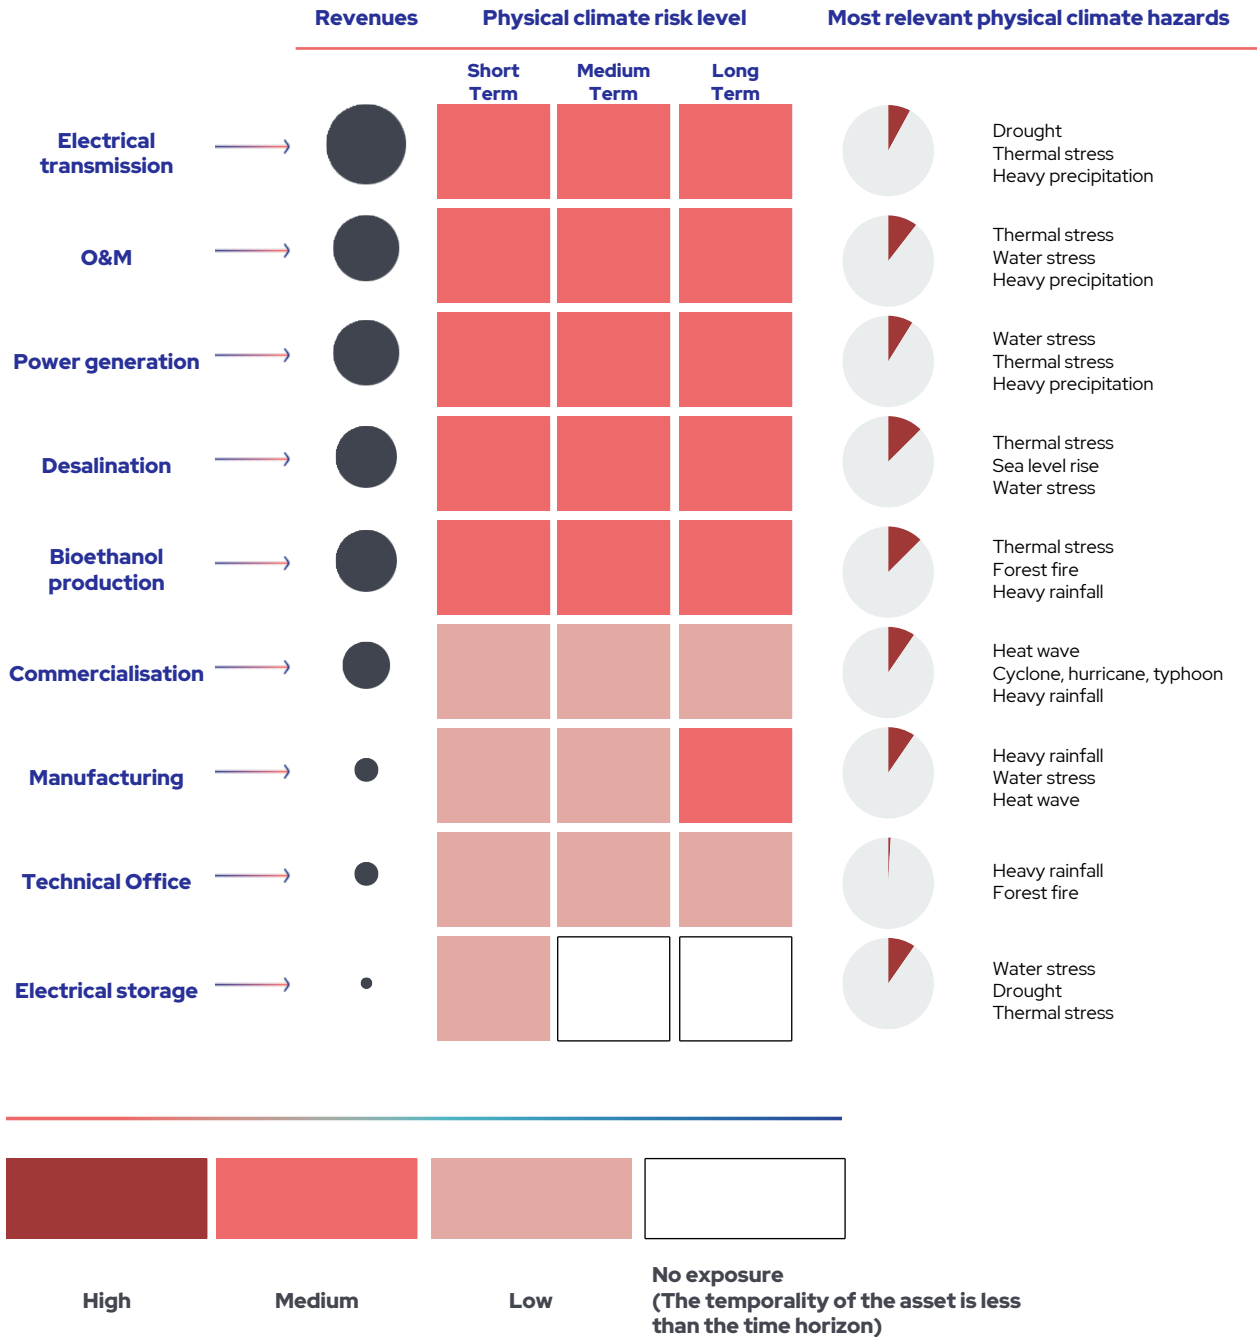 Revenues
Physical climate risk level
Most relevant physical climate hazards
Short
Term
Medium
Term
Long
Term
Electrical
transmission
Drought
Thermal stress
Heavy precipitation
O&M
Thermal stress
Water stress
Heavy precipitation
Power generation
Water stress
Thermal stress
Heavy precipitation
Desalination
Thermal stress
Sea level rise
Water stress
Bioethanol
production
Thermal stress
Forest fire
Heavy rainfall
Commercialisation
Heat wave
Cyclone, hurricane, typhoon
Heavy rainfall
Manufacturing
Heavy rainfall
Water stress
Heat wave
Technical Office
Heavy rainfall
Forest fire
Electrical storage
Water stress
Drought
Thermal stress
High
Medium
Low
No exposure
(The temporality of the asset is less
than the time horizon)